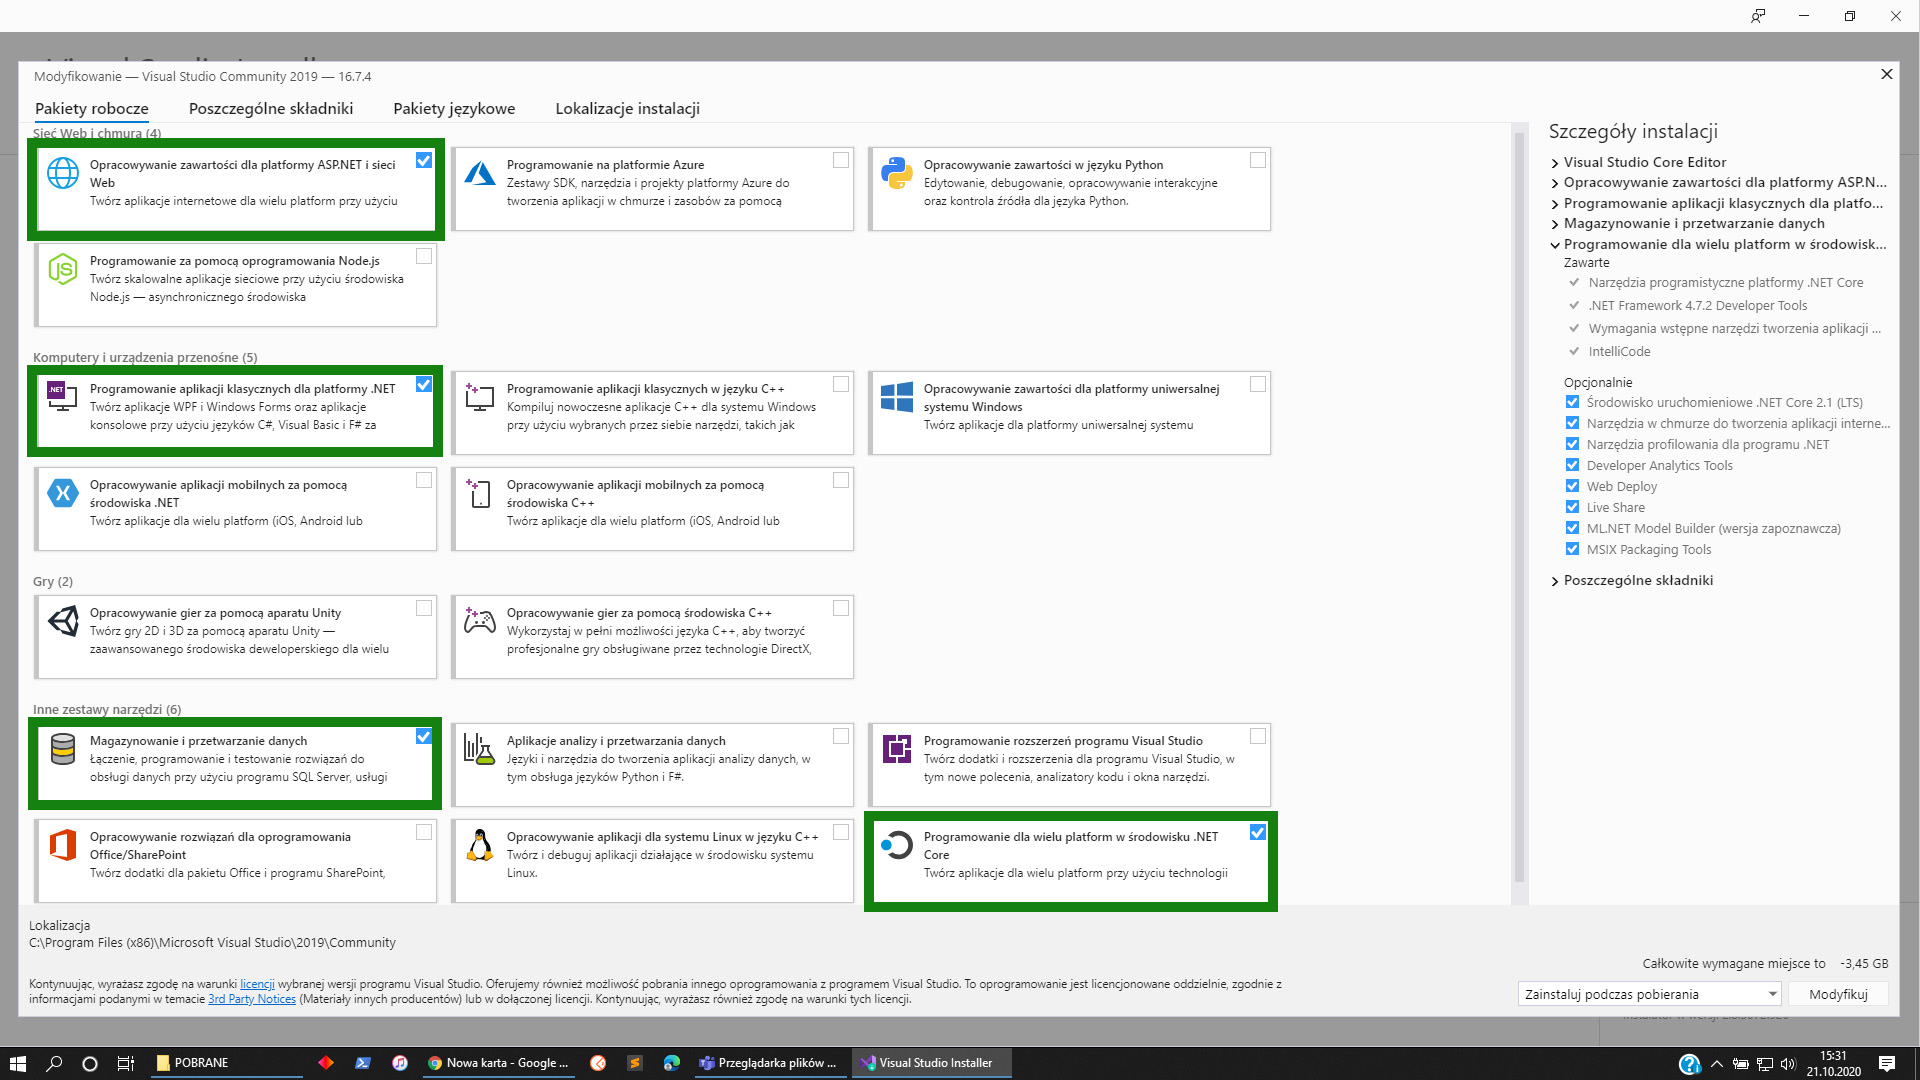 Modyfikowanie — Visual Studio Community 2019 — 16.7.4
Pakiety robocze
Poszczególne składniki
Pakiety językowe
Lokalizacje instalacji
Sieć Web i chmura (4)
Opracowywanie zawartości dla platformy ASP.NET i sieci
Web
Twórz aplikacje internetowe dla wielu platform przy użyciu
Programowanie na platformie Azure
Zestawy SDK, narzędzia i projekty platformy Azure do
tworzenia aplikacji w chmurze i zasobów za pomocą
Opracowywanie zawartości w języku Python
Edytowanie, debugowanie, opracowywanie interakcyjne
oraz kontrola źródła dla języka Python.
Programowanie za pomocą oprogramowania Node.js
Twórz skalowalne aplikacje sieciowe przy użyciu środowiska
Node.js — asynchronicznego środowiska
Komputery i urządzenia przenośne (5)
.NET
Programowanie aplikacji klasycznych dla platformy .NET
Twórz aplikacje WPF i Windows Forms oraz aplikacje
konsolowe przy użyciu języków C#, Visual Basic i F# za
Programowanie aplikacji klasycznych w języku C++
Kompiluj nowoczesne aplikacje C++ dla systemu Windows
przy użyciu wybranych przez siebie narzędzi, takich jak
Opracowywanie zawartości dla platformy uniwersalnej
systemu Windows
Twórz aplikacje dla platformy uniwersalnej systemu
Opracowywanie aplikacji mobilnych za pomocą
środowiska .NET
Twórz aplikacje dla wielu platform (iOS, Android lub
Opracowywanie aplikacji mobilnych za pomocą
środowiska C++
Twórz aplikacje dla wielu platform (iOS, Android lub
Gry (2)
Opracowywanie gier za pomocą aparatu Unity
Twórz gry 2D i 3D za pomocą aparatu Unity —
zaawansowanego środowiska deweloperskiego dla wielu
Opracowywanie gier za pomocą środowiska C++
Wykorzystaj w pełni możliwości języka C++, aby tworzyć
profesjonalne gry obsługiwane przez technologie DirectX,
Inne zestawy narzędzi (6)
Magazynowanie i przetwarzanie danych
Łączenie, programowanie i testowanie rozwiązań do
obsługi danych przy użyciu programu SQL Server, usługi
Aplikacje analizy i przetwarzania danych
Języki i narzędzia do tworzenia aplikacji analizy danych, w
tym obsługa języków Python i F#.
Programowanie rozszerzeń programu Visual Studio
Twórz dodatki i rozszerzenia dla programu Visual Studio, w
tym nowe polecenia, analizatory kodu i okna narzędzi.
Opracowywanie rozwiązań dla oprogramowania
Office/SharePoint
Twórz dodatki dla pakietu Office i programu SharePoint,
Opracowywanie aplikacji dla systemu Linux w języku C++
Twórz i debuguj aplikacje działające w środowisku systemu
Linux.
Programowanie dla wielu platform w środowisku .NET
Core
Twórz aplikacje dla wielu platform przy użyciu technologii
Szczegóły instalacji
Visual Studio Core Editor
Opracowywanie zawartości dla platformy ASP.N...
Programowanie aplikacji klasycznych dla platfo...
Magazynowanie i przetwarzanie danych
Programowanie dla wielu platform w środowisk...
Zawarte
Narzędzia programistyczne platformy .NET Core
.NET Framework 4.7.2 Developer Tools
Wymagania wstępne narzędzi tworzenia aplikacji ...
IntelliCode
Opcjonalnie
Środowisko uruchomieniowe .NET Core 2.1 (LTS)
Narzędzia w chmurze do tworzenia aplikacji interne...
Narzędzia profilowania dla programu .NET
Developer Analytics Tools
Web Deploy
Live Share
ML.NET Model Builder (wersja zapoznawcza)
MSIX Packaging Tools
Poszczególne składniki
Lokalizacja
C:\Program Files (x86)\Microsoft Visual Studio\2019\Community
Całkowite wymagane miejsce to -3,45 GB
Kontynuując, wyrażasz zgodę na warunki licencji wybranej wersji programu Visual Studio. Oferujemy również możliwość pobrania innego oprogramowania z programem Visual Studio. To oprogramowanie jest licencjonowane oddzielnie, zgodnie z
informacjami podanymi w temacie 3rd Party Notices (Materiały innych producentów) lub w dołączonej licencji. Kontynuując, wyrażasz również zgodę na warunki tych licencji.
Zainstaluj podczas pobierania
Modyfikuj
POBRANE
Nowa karta - Google ...
Przeglądarka plików ...
Visual Studio Installer
15:31
21.10.2020